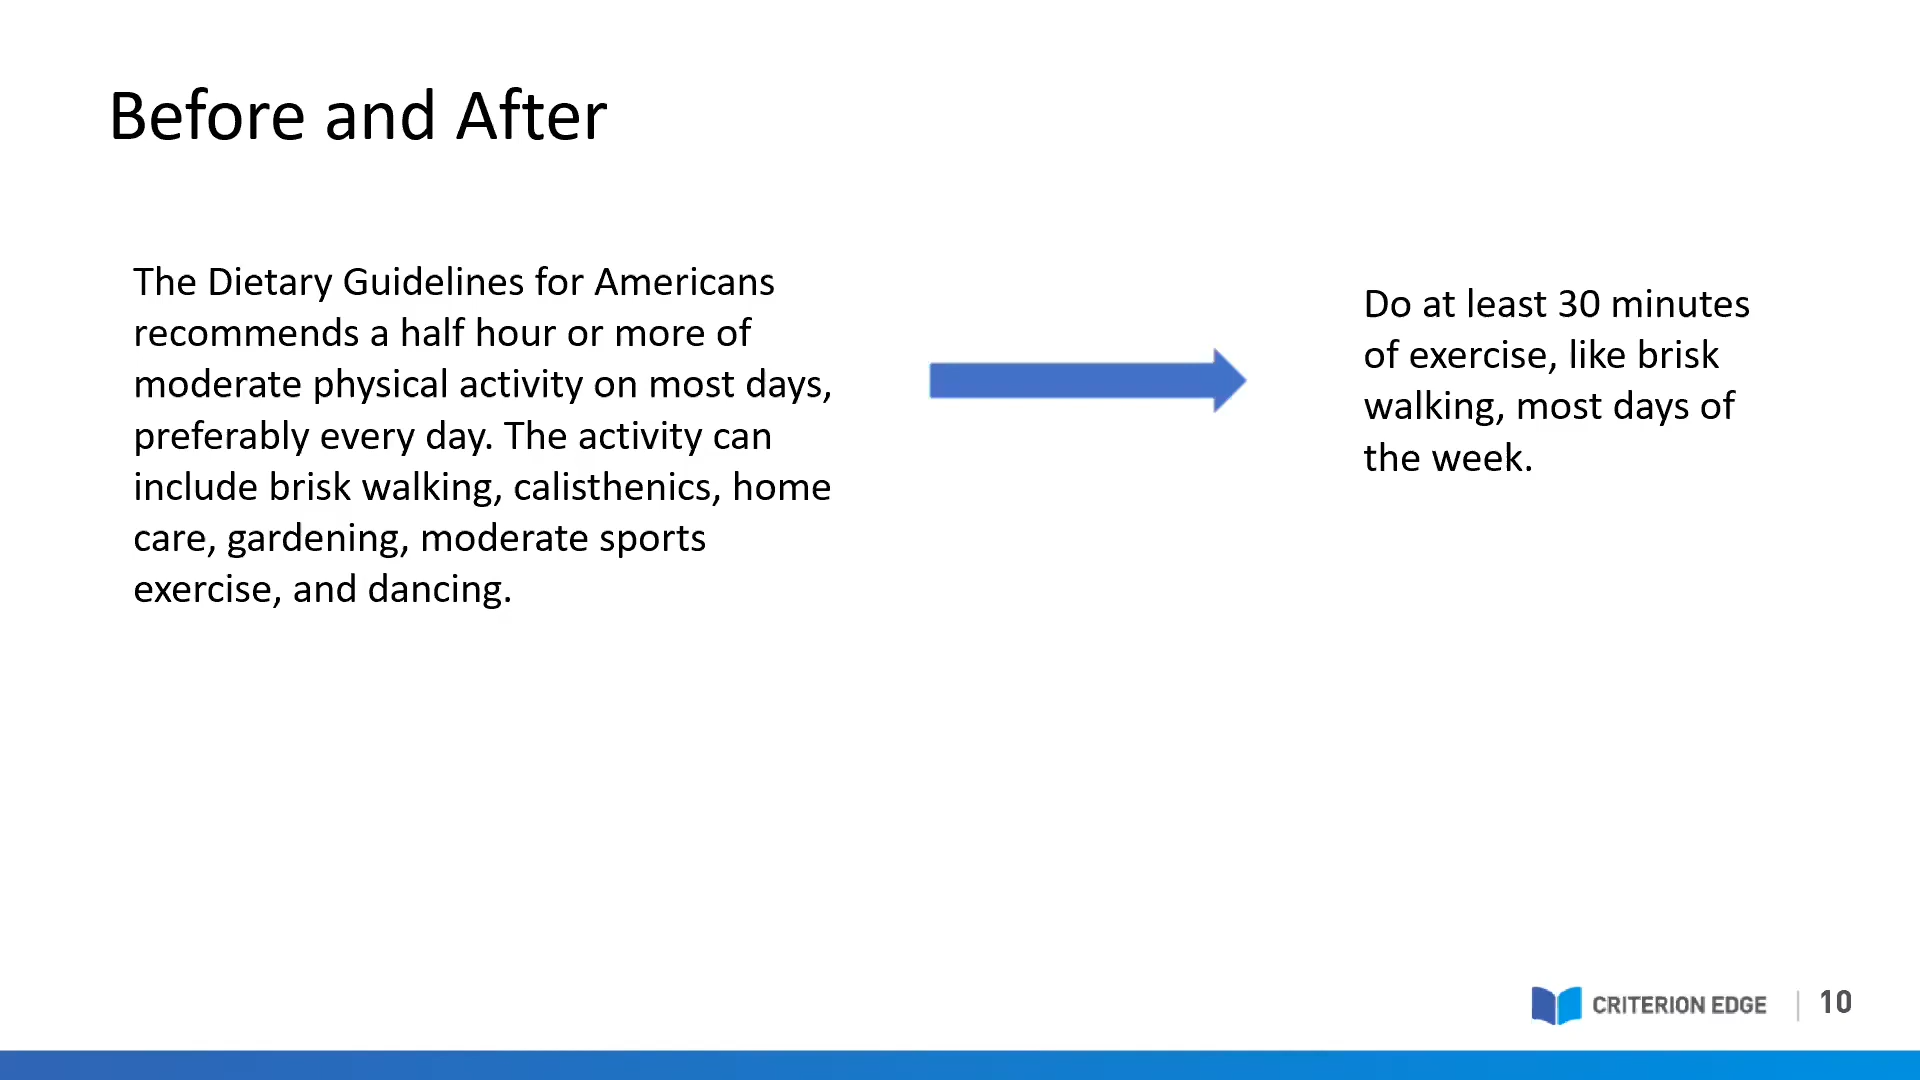 Before and After
The Dietary Guidelines for Americans
recommends a half hour or more of
moderate physical activity on most days,
preferably every day. The activity can
include brisk walking, calisthenics, home
care, gardening, moderate sports
exercise, and dancing.
Do at least 30 minutes
of exercise, like brisk
walking, most days of
the week.
CRITERION EDGE | 10